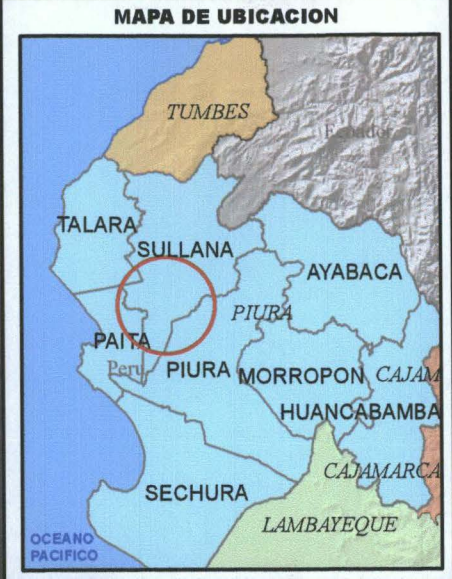 MAPA DE UBICACION
TUMBES
Ecuador
TALARA
SULLANA
AYABACA
PIURA
PAITA
Peru
PIURA
MORROPON
CAJAM
HUANCABAMBA
CAJAMARCA
SECHURA
LAMBAYEQUE
OCEANO
PACIFICO